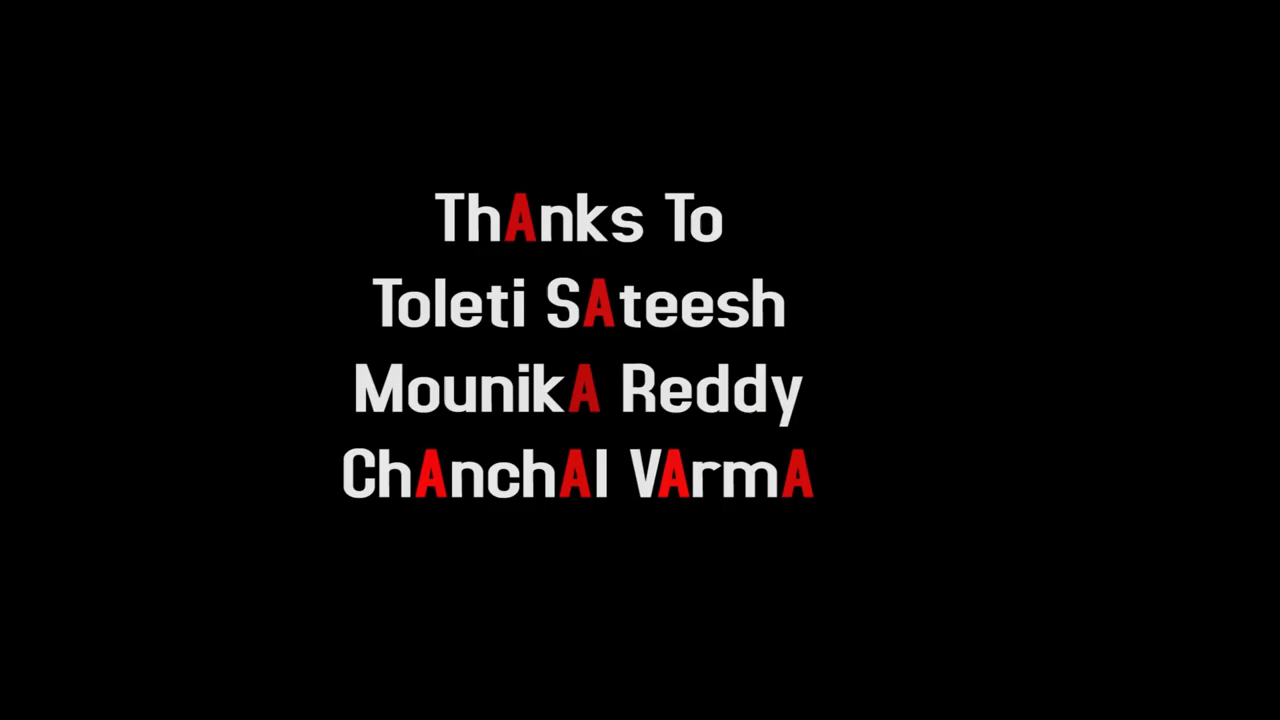 ThAnks To
Toleti SAteesh
MounikA Reddy
ChAnchAl VArmA